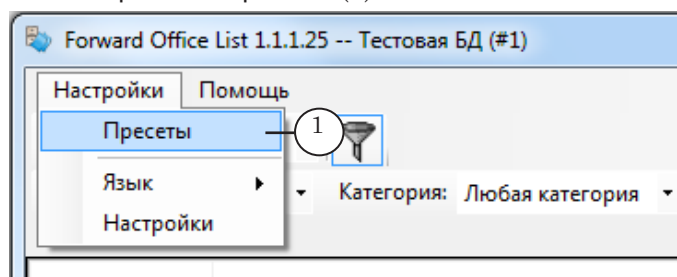 Forward Office List 1.1.1.25 -- Тестовая БД (#1)
Настройки Помощь
Пресеты 1
Язык Категория: Любая категория
Настройки